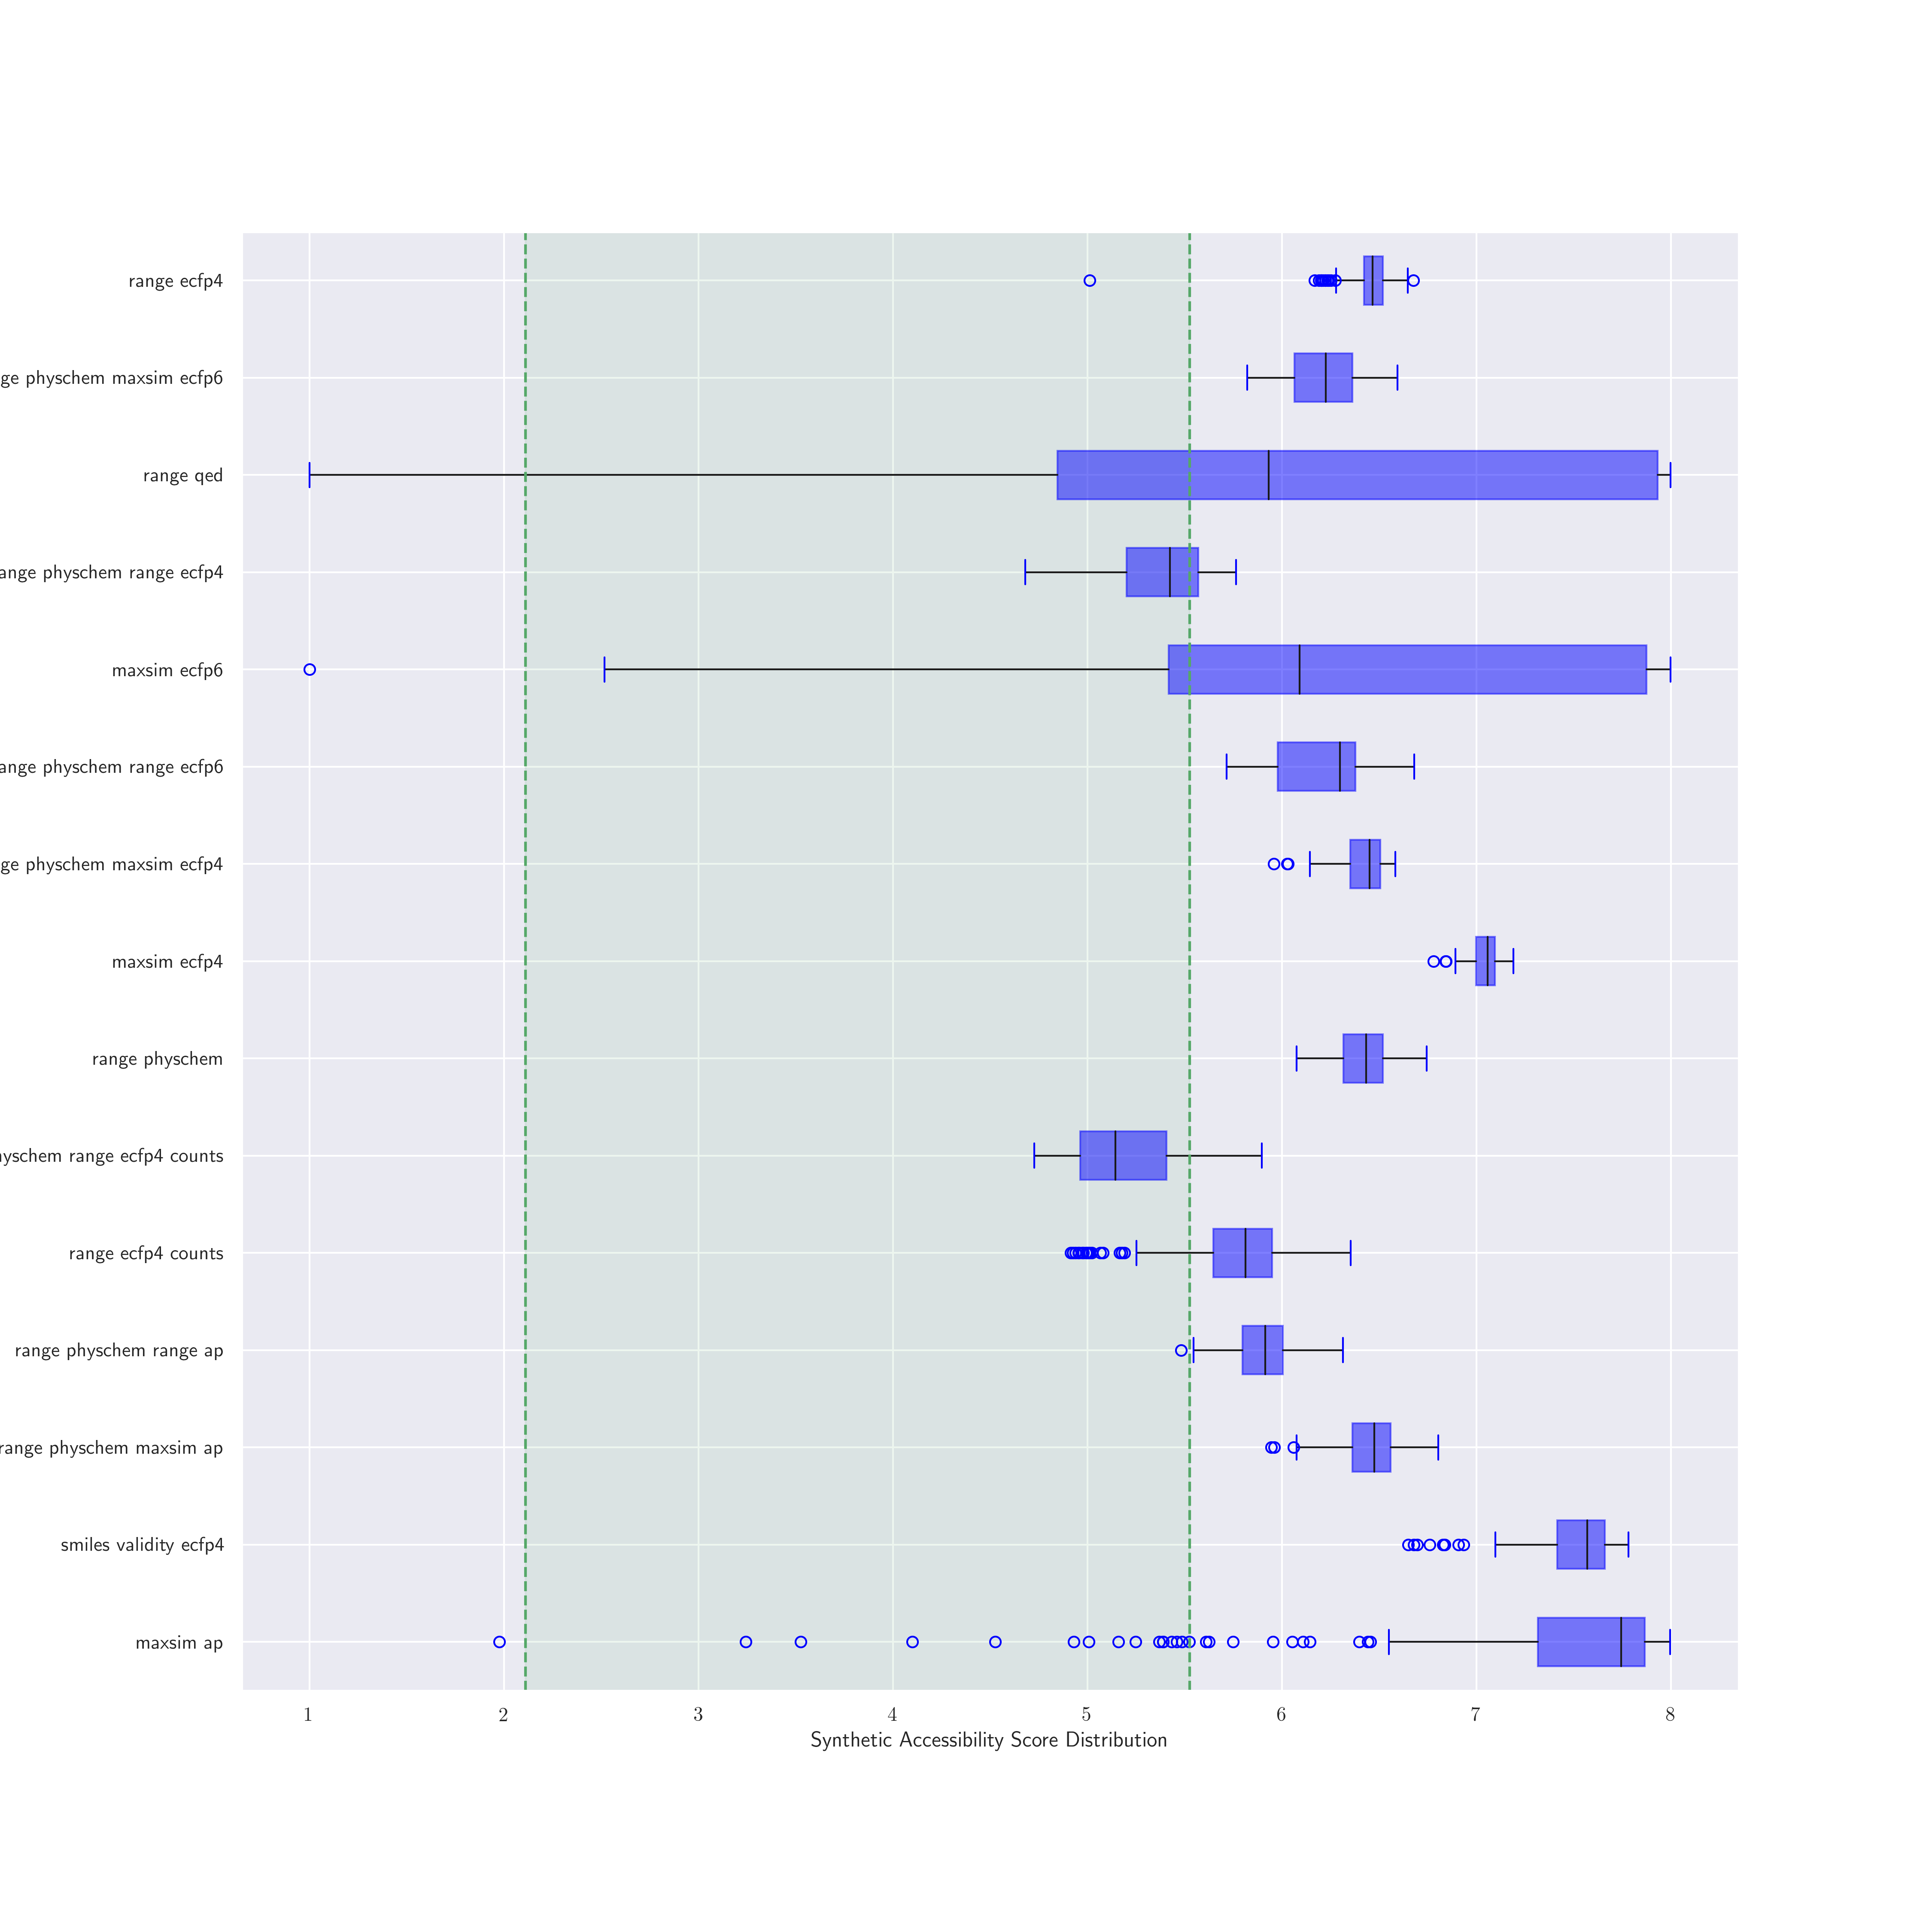 range ecfp4
ge physchem maxsim ecfp6
range qed
ange physchem range ecfp4
maxsim ecfp6
ange physchem range ecfp6
ge physchem maxsim ecfp4
maxsim ecfp4
range physchem
hyschem range ecfp4 counts
range ecfp4 counts
range physchem range ap
range physchem maxsim ap
smiles validity ecfp4
maxsim ap
1 2 3 4 5 6 7 8
Synthetic Accessibility Score Distribution